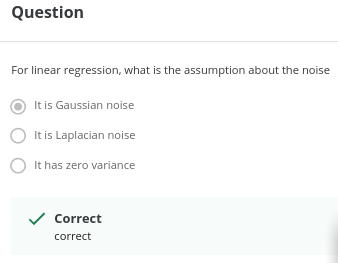 Question
For linear regression, what is the assumption about the noise
It is Gaussian noise
It is Laplacian noise
It has zero variance
Correct
correct